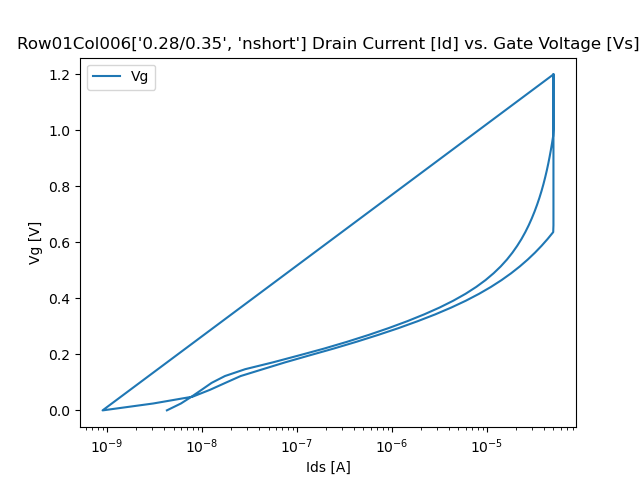 Row01Col006['0.28/0.35', 'nshort'] Drain Current [Id] vs. Gate Voltage [Vs]
Vg
1.2
1.0
0.8
0.6
0.4
0.2
0.0
Vg [V]
10⁻⁹ 10⁻⁸ 10⁻⁷ 10⁻⁶ 10⁻⁵
Ids [A]